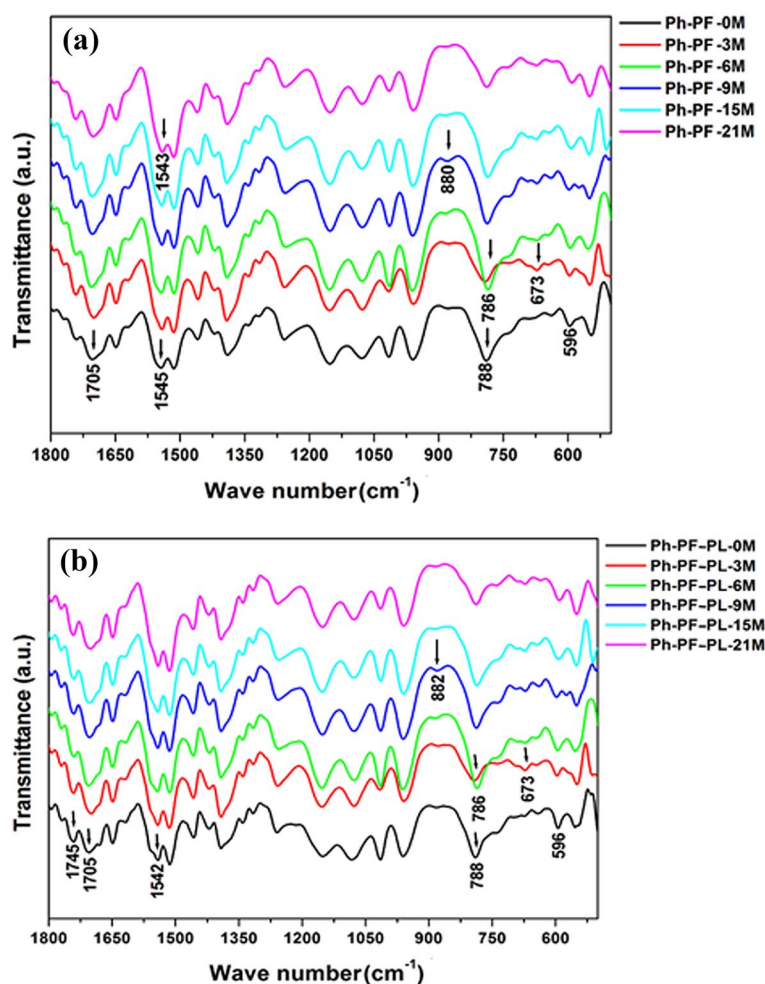 (a)
Ph-PF -0M
Ph-PF -3M
Ph-PF -6M
Ph-PF -9M
Ph-PF -15M
Ph-PF -21M
Transmittance (a.u.)
1543
880
786
673
1705
1545
788
596
1800 1650 1500 1350 1200 1050 900 750 600
Wave number (cm⁻¹)
(b)
Ph-PF–PL-0M
Ph-PF–PL-3M
Ph-PF–PL-6M
Ph-PF–PL-9M
Ph-PF–PL-15M
Ph-PF–PL-21M
Transmittance (a.u.)
882
786
673
1745
1705
1542
788
596
1800 1650 1500 1350 1200 1050 900 750 600
Wave number (cm⁻¹)